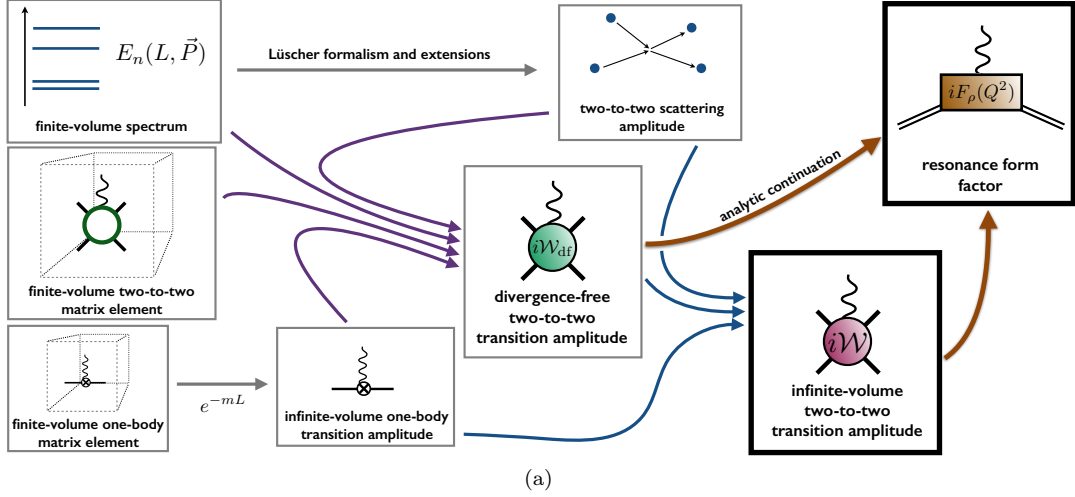 E_n(L, \vec{P})
finite-volume spectrum
Lüscher formalism and extensions
two-to-two scattering
amplitude
iF_ρ(Q^2)
resonance form
factor
finite-volume two-to-two
matrix element
iW_df
divergence-free
two-to-two
transition amplitude
analytic continuation
iW
infinite-volume
two-to-two
transition amplitude
finite-volume one-body
matrix element
e^{-mL}
infinite-volume one-body
transition amplitude
(a)